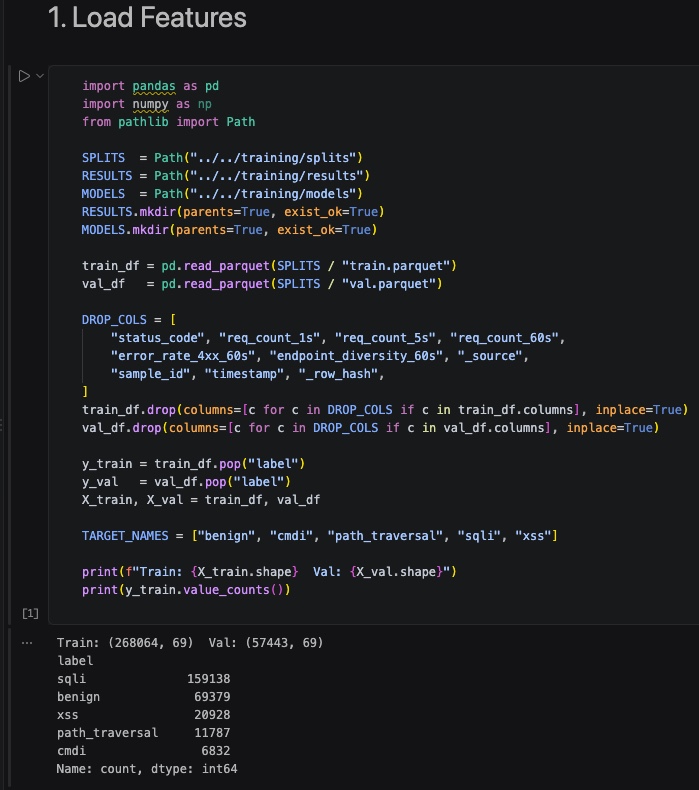 1. Load Features
import pandas as pd
import numpy as np
from pathlib import Path
SPLITS  = Path("../../training/splits")
RESULTS = Path("../../training/results")
MODELS  = Path("../../training/models")
RESULTS.mkdir(parents=True, exist_ok=True)
MODELS.mkdir(parents=True, exist_ok=True)
train_df = pd.read_parquet(SPLITS / "train.parquet")
val_df   = pd.read_parquet(SPLITS / "val.parquet")
DROP_COLS = [
    "status_code", "req_count_1s", "req_count_5s", "req_count_60s",
    "error_rate_4xx_60s", "endpoint_diversity_60s", "_source",
    "sample_id", "timestamp", "_row_hash",
]
train_df.drop(columns=[c for c in DROP_COLS if c in train_df.columns], inplace=True)
val_df.drop(columns=[c for c in DROP_COLS if c in val_df.columns], inplace=True)
y_train = train_df.pop("label")
y_val   = val_df.pop("label")
X_train, X_val = train_df, val_df
TARGET_NAMES = ["benign", "cmdi", "path_traversal", "sqli", "xss"]
print(f"Train: {X_train.shape}  Val: {X_val.shape}")
print(y_train.value_counts())
[1]
... Train: (268064, 69)  Val: (57443, 69)
label
sqli              159138
benign             69379
xss                20928
path_traversal     11787
cmdi                6832
Name: count, dtype: int64